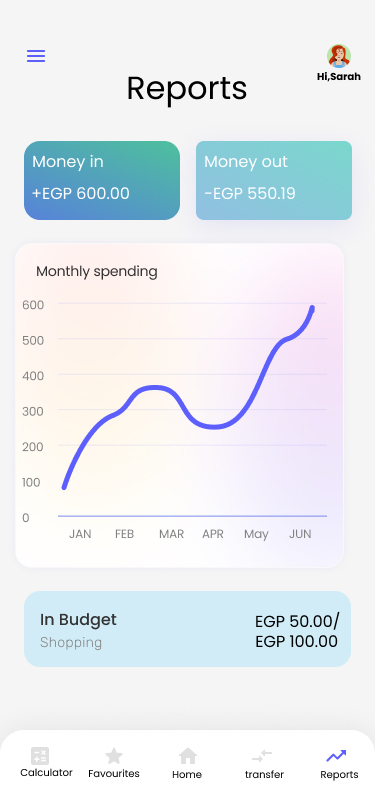 Hi,Sarah
Reports
Money in
+EGP 600.00
Money out
-EGP 550.19
Monthly spending
600
500
400
300
200
100
0
JAN FEB MAR APR May JUN
In Budget
Shopping
EGP 50.00/
EGP 100.00
Calculator Favourites Home transfer Reports